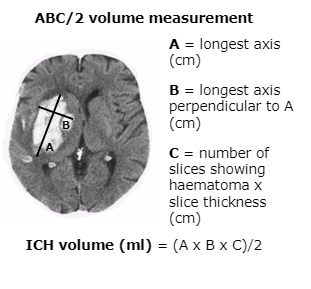 ABC/2 volume measurement
A = longest axis
(cm)
B = longest axis
perpendicular to A
(cm)
B
A
C = number of
slices showing
haematoma x
slice thickness
(cm)
ICH volume (ml) = (A x B x C)/2